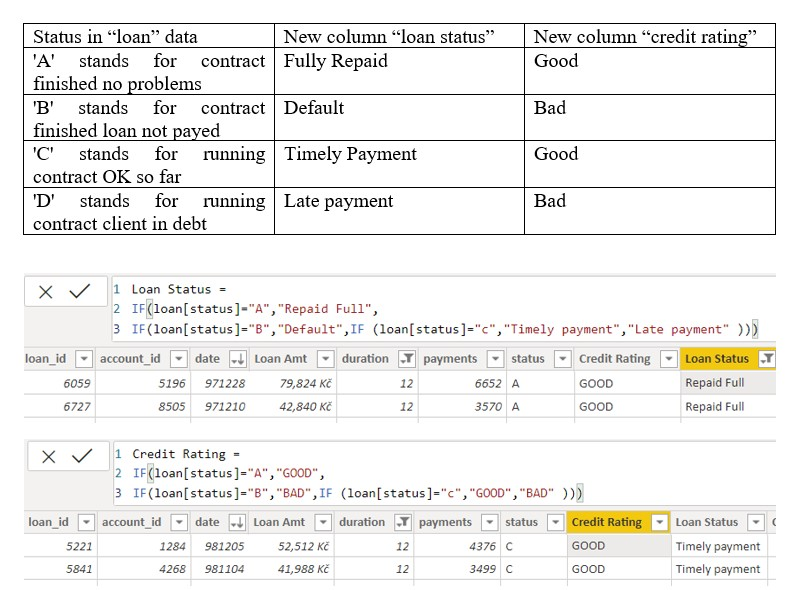 Status in “loan” data New column “loan status” New column “credit rating”
'A' stands for contract Fully Repaid Good
finished no problems
'B' stands for contract Default Bad
finished loan not payed
'C' stands for running Timely Payment Good
contract OK so far
'D' stands for running Late payment Bad
contract client in debt
1 Loan Status =
2 IF(loan[status]="A","Repaid Full",
3 IF(loan[status]="B","Default",IF (loan[status]="c","Timely payment","Late payment" )))
loan_id account_id date Loan Amt duration payments status Credit Rating Loan Status
6059 5196 971228 79,824 Kč 12 6652 A GOOD Repaid Full
6727 8505 971210 42,840 Kč 12 3570 A GOOD Repaid Full
1 Credit Rating =
2 IF(loan[status]="A","GOOD",
3 IF(loan[status]="B","BAD",IF (loan[status]="c","GOOD","BAD" )))
loan_id account_id date Loan Amt duration payments status Credit Rating Loan Status
5221 1284 981205 52,512 Kč 12 4376 C GOOD Timely payment
5841 4268 981104 41,988 Kč 12 3499 C GOOD Timely payment